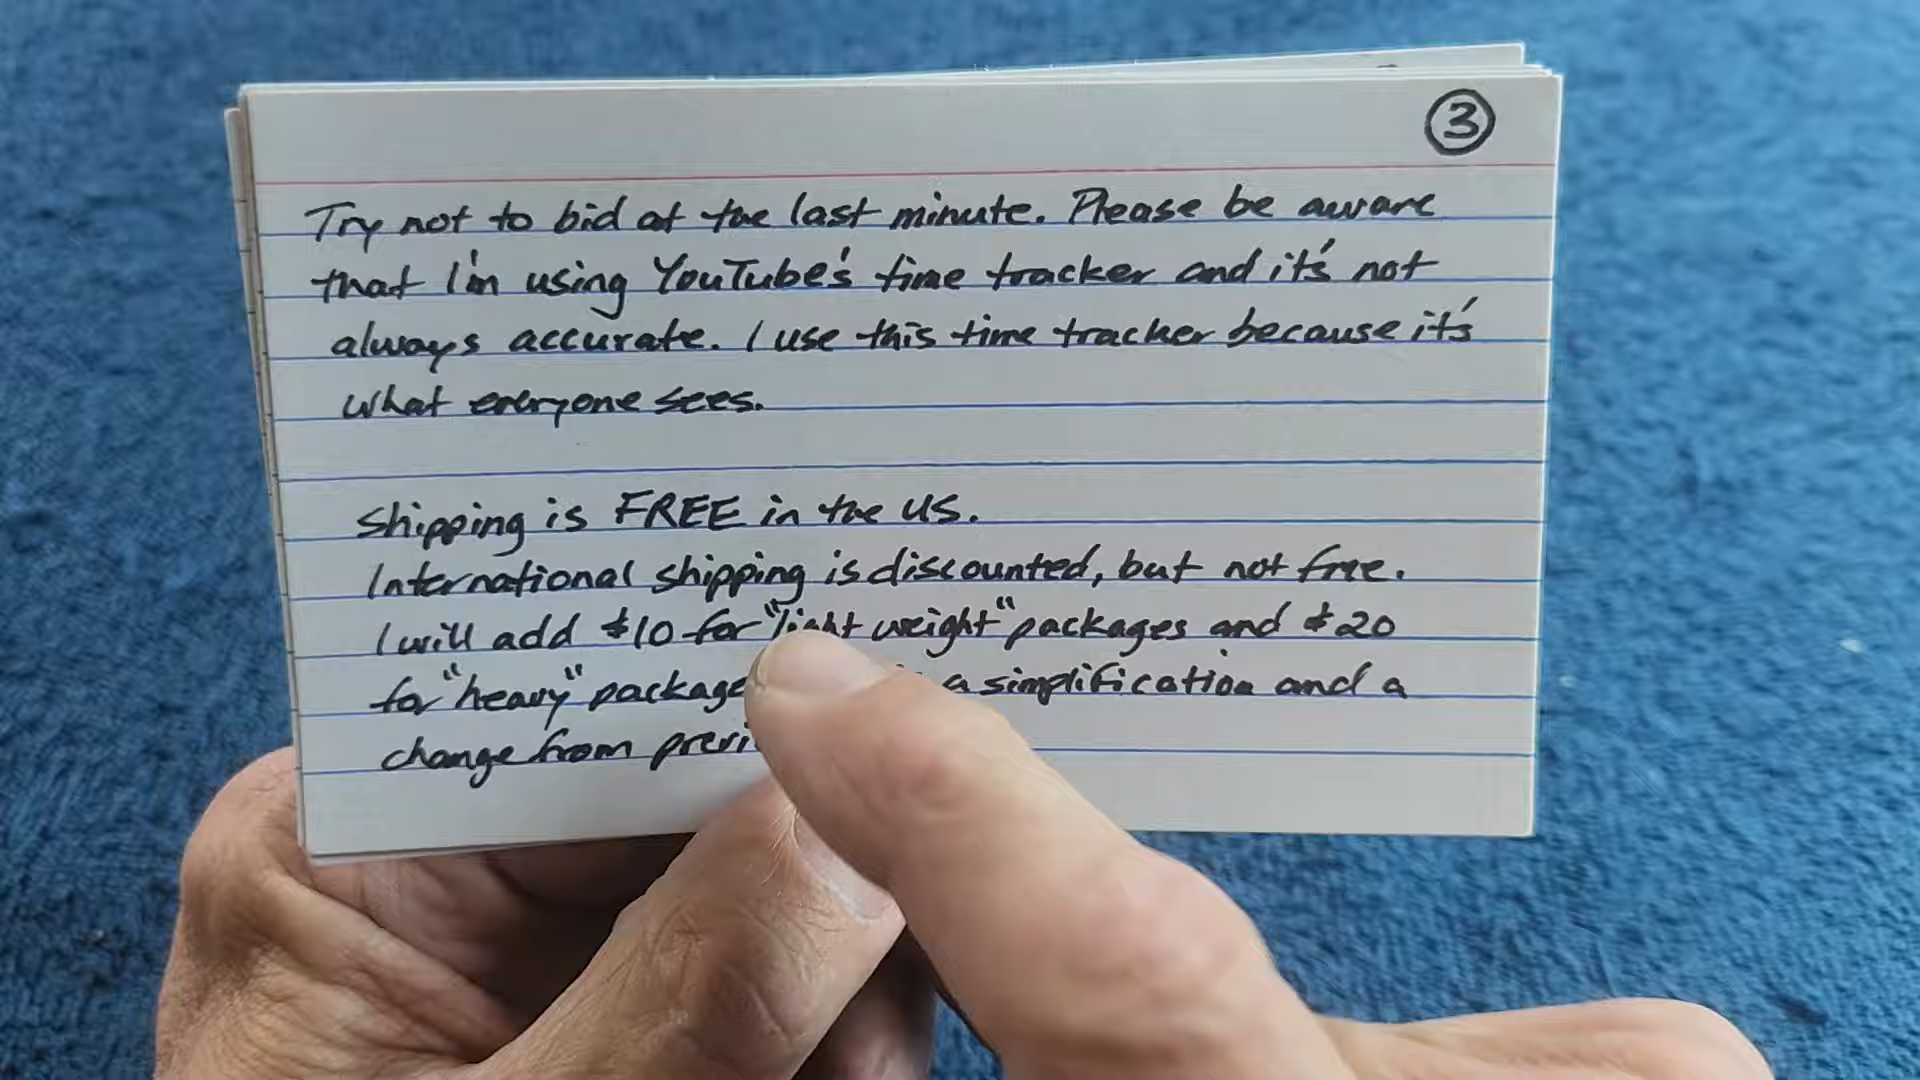 3
Try not to bid at the last minute. Please be aware
that I'm using YouTube's time tracker and it's not
always accurate. I use this time tracker because it's
what everyone sees.
Shipping is FREE in the US.
International shipping is discounted, but not free.
I will add $10 for "light weight" packages and $20
for "heavy" a simplification and a
change from